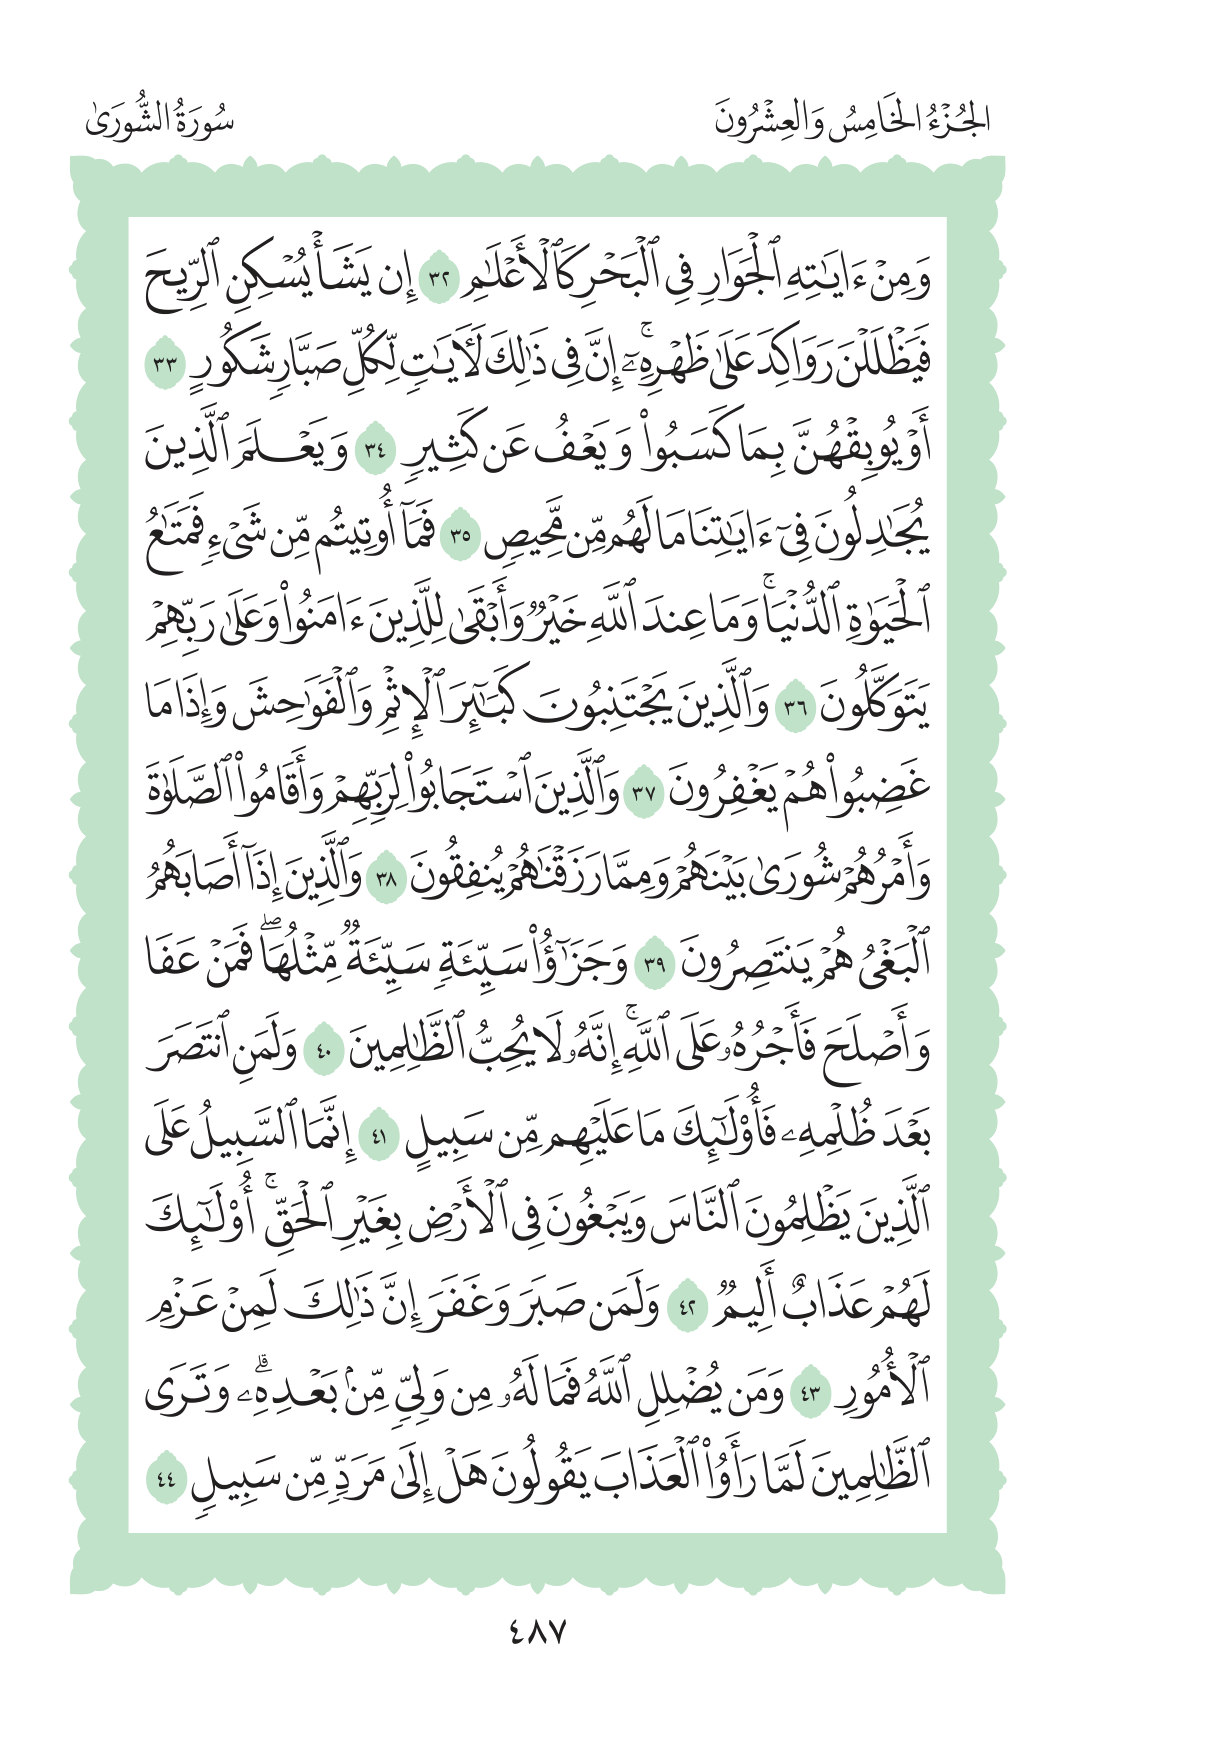 الجُزْءُ الخَامِسُ وَالعِشْرُونَ
سُورَةُ الشُّورَىٰ
وَمِنْ ءَايَـٰتِهِ ٱلْجَوَارِ فِى ٱلْبَحْرِ كَٱلْأَعْلَـٰمِ ٣٢ إِن يَشَأْ يُسْكِنِ ٱلرِّيحَ
فَيَظْلَلْنَ رَوَاكِدَ عَلَىٰ ظَهْرِهِۦٓ ۚ إِنَّ فِى ذَٰلِكَ لَـَٔايَـٰتٍ لِّكُلِّ صَبَّارٍ شَكُورٍ ٣٣
أَوْ يُوبِقْهُنَّ بِمَا كَسَبُوا۟ وَيَعْفُ عَن كَثِيرٍ ٣٤ وَيَعْلَمَ ٱلَّذِينَ
يُجَـٰدِلُونَ فِىٓ ءَايَـٰتِنَا مَا لَهُم مِّن مَّحِيصٍ ٣٥ فَمَآ أُوتِيتُم مِّن شَىْءٍ فَمَتَـٰعُ
ٱلْحَيَوٰةِ ٱلدُّنْيَا ۚ وَمَا عِندَ ٱللَّهِ خَيْرٌ وَأَبْقَىٰ لِلَّذِينَ ءَامَنُوا۟ وَعَلَىٰ رَبِّهِمْ
يَتَوَكَّلُونَ ٣٦ وَٱلَّذِينَ يَجْتَنِبُونَ كَبَـٰٓئِرَ ٱلْإِثْمِ وَٱلْفَوَٰحِشَ وَإِذَا مَا
غَضِبُوا۟ هُمْ يَغْفِرُونَ ٣٧ وَٱلَّذِينَ ٱسْتَجَابُوا۟ لِرَبِّهِمْ وَأَقَامُوا۟ ٱلصَّلَوٰةَ
وَأَمْرُهُمْ شُورَىٰ بَيْنَهُمْ وَمِمَّا رَزَقْنَـٰهُمْ يُنفِقُونَ ٣٨ وَٱلَّذِينَ إِذَآ أَصَابَهُمُ
ٱلْبَغْىُ هُمْ يَنتَصِرُونَ ٣٩ وَجَزَٰٓؤُا۟ سَيِّئَةٍ سَيِّئَةٌ مِّثْلُهَا ۖ فَمَنْ عَفَا
وَأَصْلَحَ فَأَجْرُهُۥ عَلَى ٱللَّهِ ۚ إِنَّهُۥ لَا يُحِبُّ ٱلظَّـٰلِمِينَ ٤٠ وَلَمَنِ ٱنتَصَرَ
بَعْدَ ظُلْمِهِۦ فَأُو۟لَـٰٓئِكَ مَا عَلَيْهِم مِّن سَبِيلٍ ٤١ إِنَّمَا ٱلسَّبِيلُ عَلَى
ٱلَّذِينَ يَظْلِمُونَ ٱلنَّاسَ وَيَبْغُونَ فِى ٱلْأَرْضِ بِغَيْرِ ٱلْحَقِّ ۚ أُو۟لَـٰٓئِكَ
لَهُمْ عَذَابٌ أَلِيمٌ ٤٢ وَلَمَن صَبَرَ وَغَفَرَ إِنَّ ذَٰلِكَ لَمِنْ عَزْمِ
ٱلْأُمُورِ ٤٣ وَمَن يُضْلِلِ ٱللَّهُ فَمَا لَهُۥ مِن وَلِىٍّ مِّنۢ بَعْدِهِۦ ۗ وَتَرَى
ٱلظَّـٰلِمِينَ لَمَّا رَأَوُا۟ ٱلْعَذَابَ يَقُولُونَ هَلْ إِلَىٰ مَرَدٍّ مِّن سَبِيلٍ ٤٤
٤٨٧